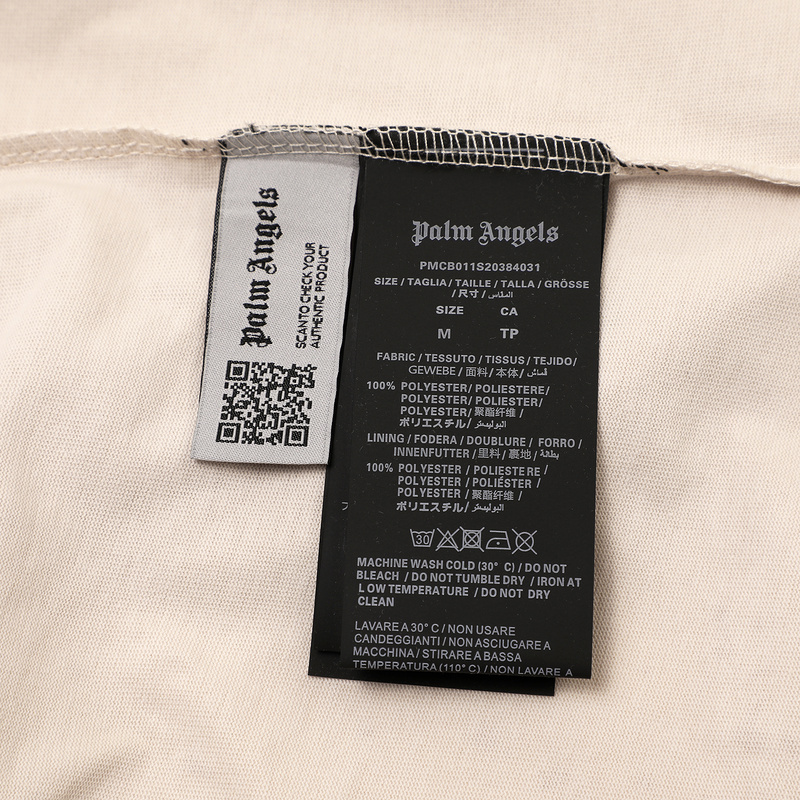 Palm Angels
SCANTO CHECK YOUR
AUTHENTIC PRODUCT
Palm Angels
PMCB011S20384031
SIZE / TAGLIA / TAILLE / TALLA / GRÖSSE
/ 尺寸 / المقاس
SIZE CA
M TP
FABRIC / TESSUTO / TISSUS / TEJIDO/
GEWEBE / 面料 / 本体 / قماش
100% POLYESTER/ POLIESTERE/
POLYESTER/ POLIESTER/
POLYESTER/ 聚酯纤维 /
ポリエステル/ البوليستر
LINING / FODERA / DOUBLURE / FORRO /
INNENFUTTER / 里料 / 裏地 / بطانة
100% POLYESTER / POLIESTERE /
POLYESTER / POLIÉSTER /
POLYESTER / 聚酯纤维 /
ポリエステル/ البوليستر
30
MACHINE WASH COLD (30° C) / DO NOT
BLEACH / DO NOT TUMBLE DRY / IRON AT
LOW TEMPERATURE / DO NOT DRY
CLEAN
LAVARE A 30° C / NON USARE
CANDEGGIANTI / NON ASCIUGARE A
MACCHINA / STIRARE A BASSA
TEMPERATURA (110° C) / NON LAVARE A